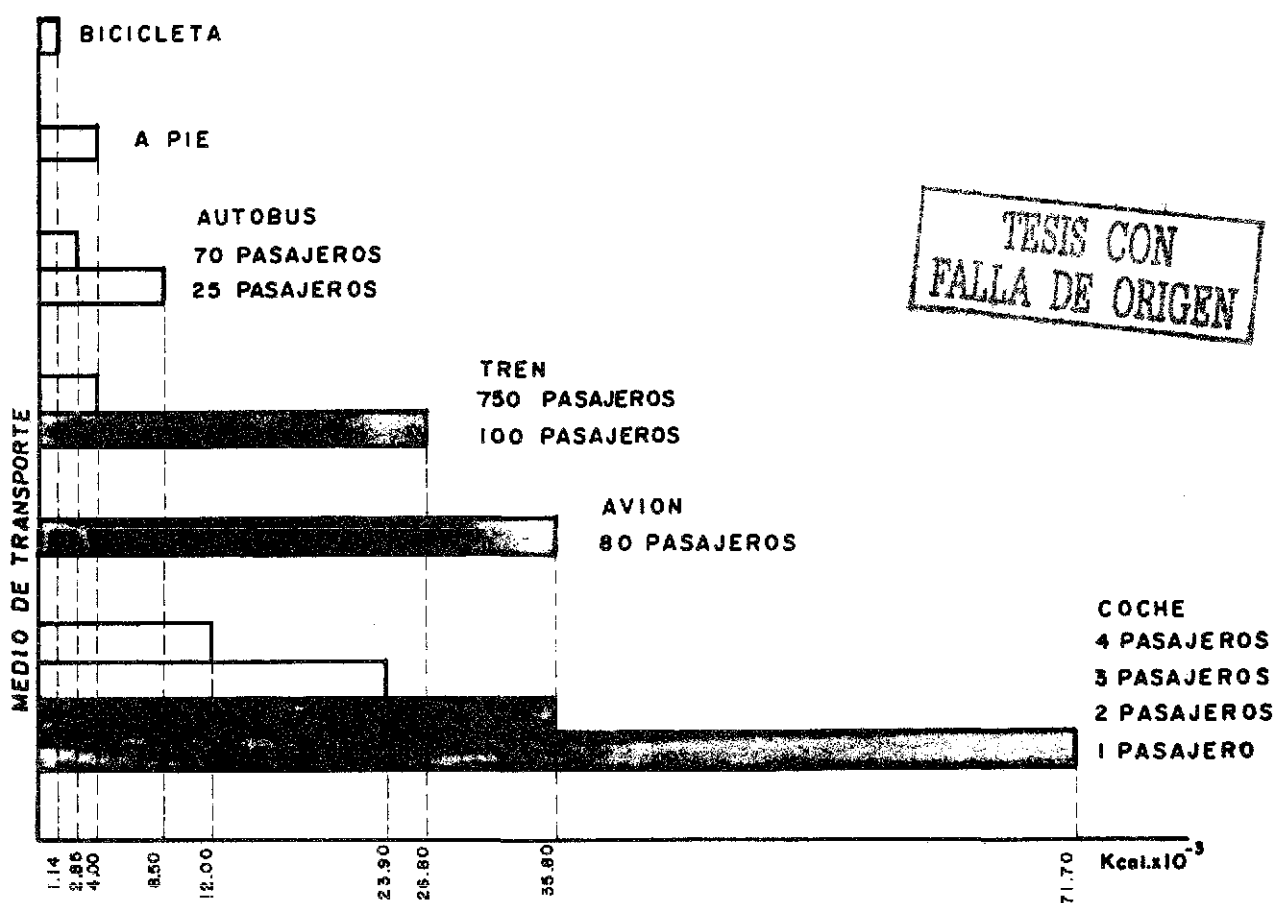 BICICLETA
A PIE
AUTOBUS
70 PASAJEROS
25 PASAJEROS
TESIS CON
FALLA DE ORIGEN
TREN
750 PASAJEROS
100 PASAJEROS
AVION
80 PASAJEROS
COCHE
4 PASAJEROS
3 PASAJEROS
2 PASAJEROS
1 PASAJERO
MEDIO DE TRANSPORTE
1.14
2.85
4.00
8.50
12.00
23.90
26.80
35.80
71.70
Kcal.x10⁻³